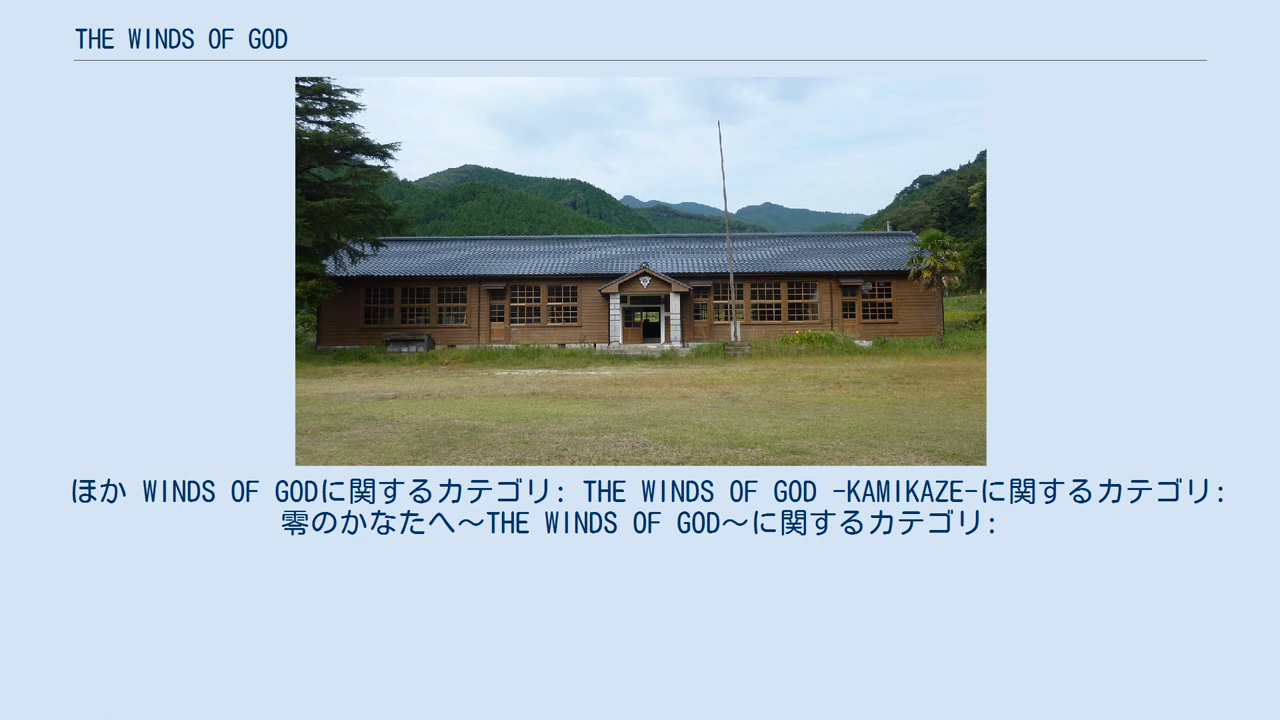 THE WINDS OF GOD
ほか WINDS OF GODに関するカテゴリ: THE WINDS OF GOD -KAMIKAZE-に関するカテゴリ:
零のかなたへ〜THE WINDS OF GOD〜に関するカテゴリ: